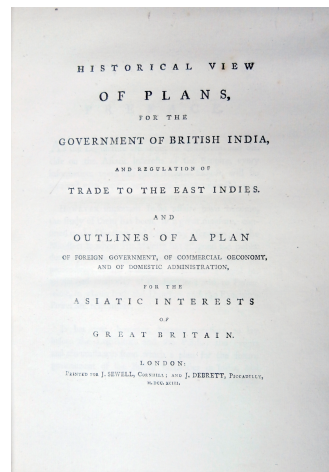 HISTORICAL VIEW
OF PLANS,
FOR THE
GOVERNMENT OF BRITISH INDIA,
AND REGULATION OF
TRADE TO THE EAST INDIES.
AND
OUTLINES OF A PLAN
OF FOREIGN GOVERNMENT, OF COMMERCIAL OECONOMY,
AND OF DOMESTIC ADMINISTRATION,
FOR THE
ASIATIC INTERESTS
OF
GREAT BRITAIN.
LONDON:
PRINTED FOR J. SEWELL, CORNHILL; AND J. DEBRETT, PICCADILLY,
M.DCC.XCIII.